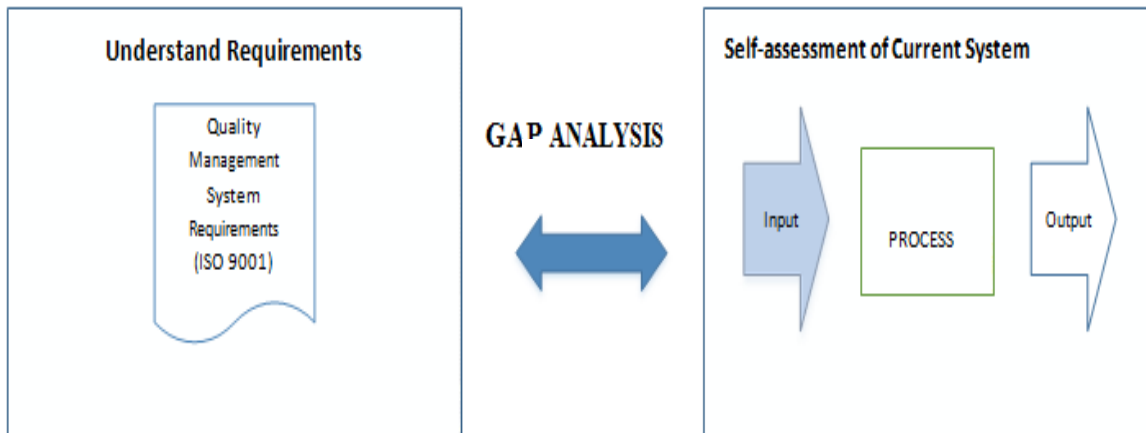 Understand Requirements
Quality
Management
System
Requirements
(ISO 9001)
GAP ANALYSIS
Self-assessment of Current System
Input
PROCESS
Output